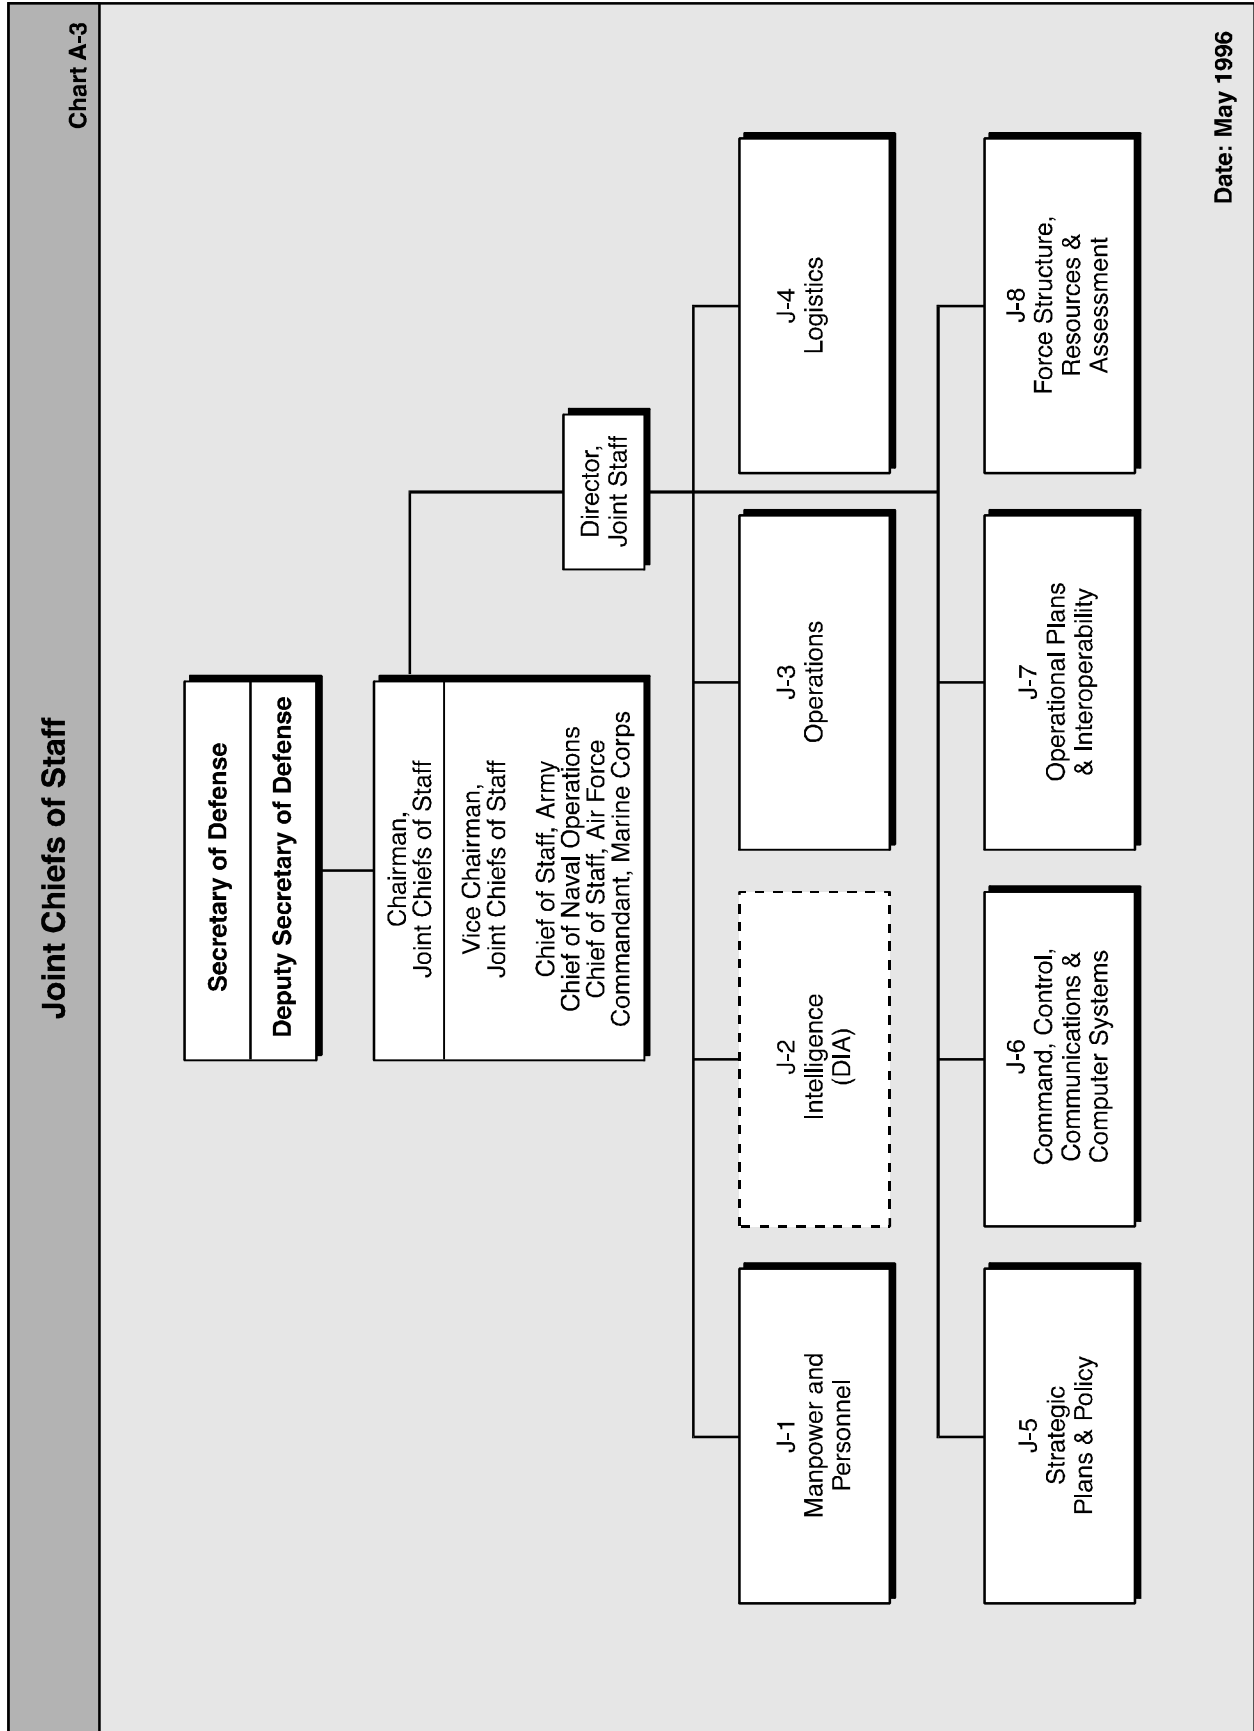 Joint Chiefs of Staff
Chart A-3
Secretary of Defense
Deputy Secretary of Defense
Chairman,
Joint Chiefs of Staff
Vice Chairman,
Joint Chiefs of Staff
Chief of Staff, Army
Chief of Naval Operations
Chief of Staff, Air Force
Commandant, Marine Corps
Director,
Joint Staff
J-1
Manpower and
Personnel
J-2
Intelligence
(DIA)
J-3
Operations
J-4
Logistics
J-5
Strategic
Plans & Policy
J-6
Command, Control,
Communications &
Computer Systems
J-7
Operational Plans
& Interoperability
J-8
Force Structure,
Resources &
Assessment
Date: May 1996